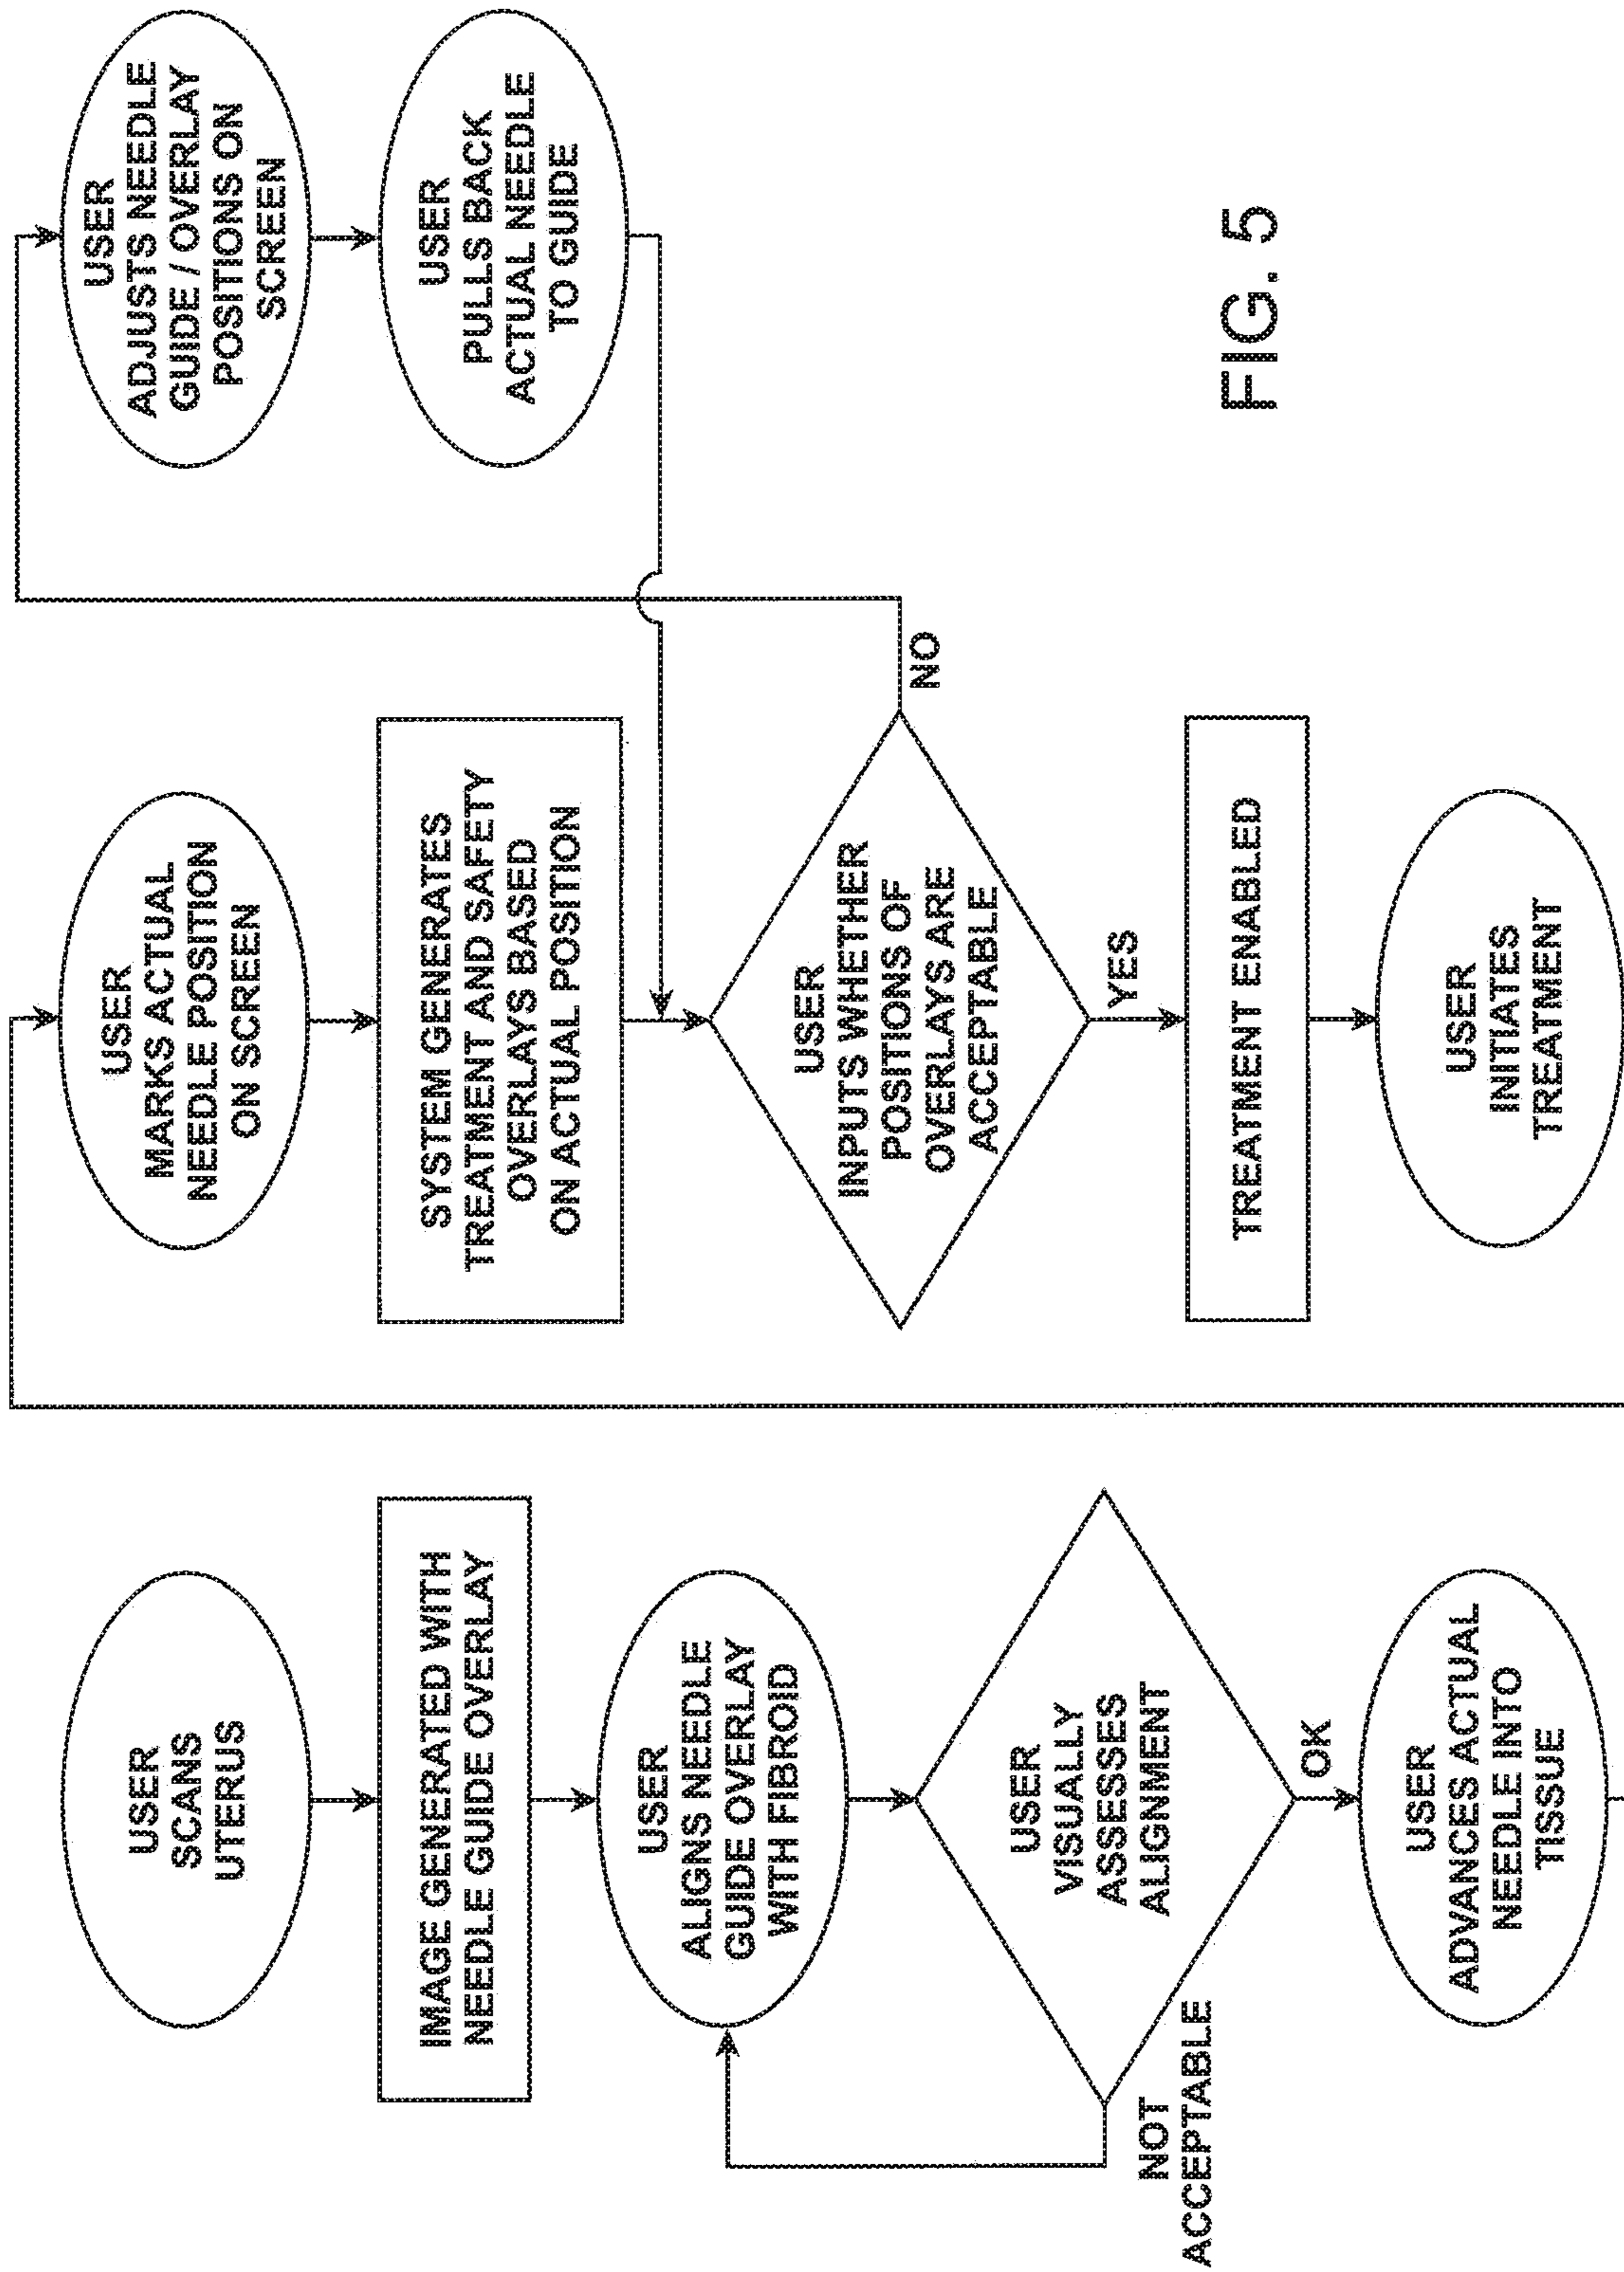 USER
SCANS
UTERUS
IMAGE GENERATED WITH
NEEDLE GUIDE OVERLAY
USER
ALIGNS NEEDLE
GUIDE OVERLAY
WITH FIBROID
USER
VISUALLY
ASSESSES
ALIGNMENT
NOT
ACCEPTABLE
OK
USER
ADVANCES ACTUAL
NEEDLE INTO
TISSUE
USER
MARKS ACTUAL
NEEDLE POSITION
ON SCREEN
SYSTEM GENERATES
TREATMENT AND SAFETY
OVERLAYS BASED
ON ACTUAL POSITION
USER
INPUTS WHETHER
POSITIONS OF
OVERLAYS ARE
ACCEPTABLE
NO
YES
TREATMENT ENABLED
USER
INITIATES
TREATMENT
USER
ADJUSTS NEEDLE
GUIDE / OVERLAY
POSITIONS ON
SCREEN
USER
PULLS BACK
ACTUAL NEEDLE
TO GUIDE
FIG. 5